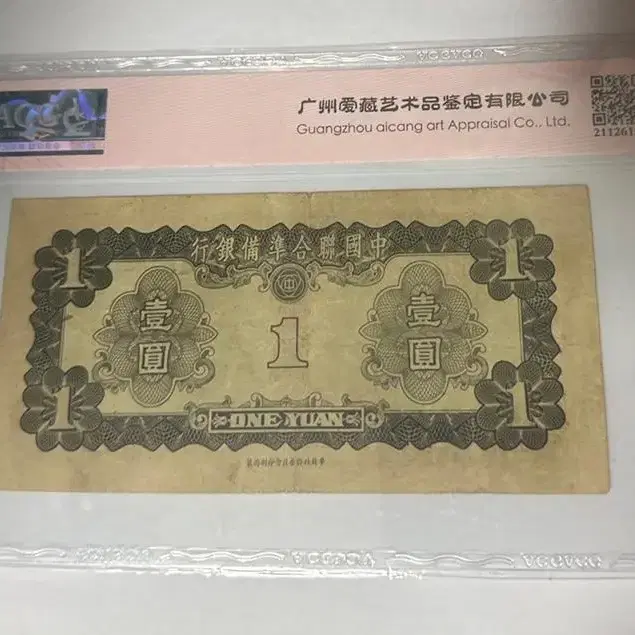 广州爱藏艺术品鉴定有限公司
Guangzhou aicang art Appraisal Co., Ltd.
211261
行銀備準合聯國中
1
1
中
壹圓
1
壹圓
1
1
ONE YUAN